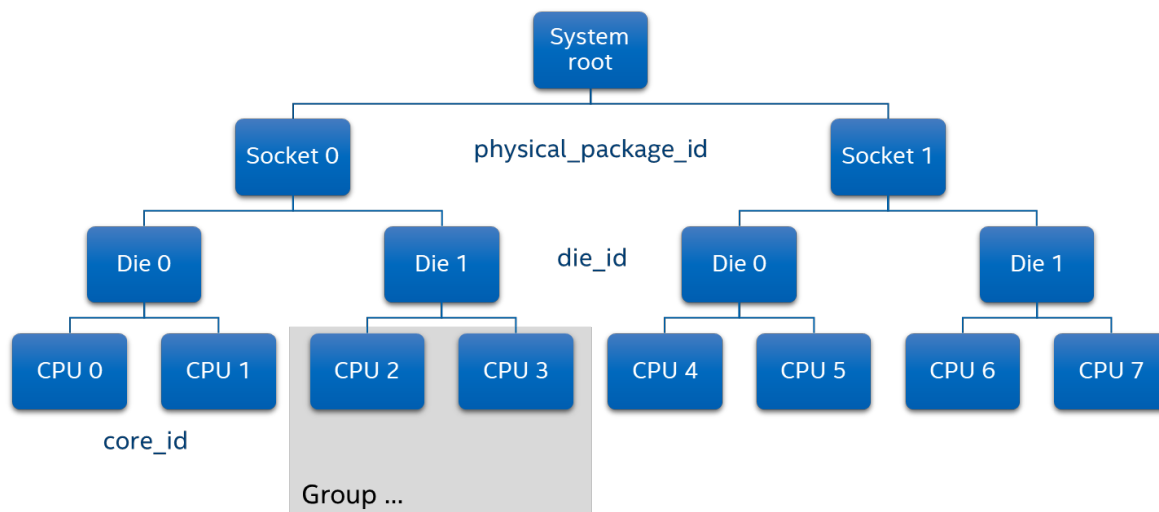 System
root
Socket 0
physical_package_id
Socket 1
Die 0
Die 1
die_id
Die 0
Die 1
CPU 0
CPU 1
CPU 2
CPU 3
CPU 4
CPU 5
CPU 6
CPU 7
core_id
Group ...